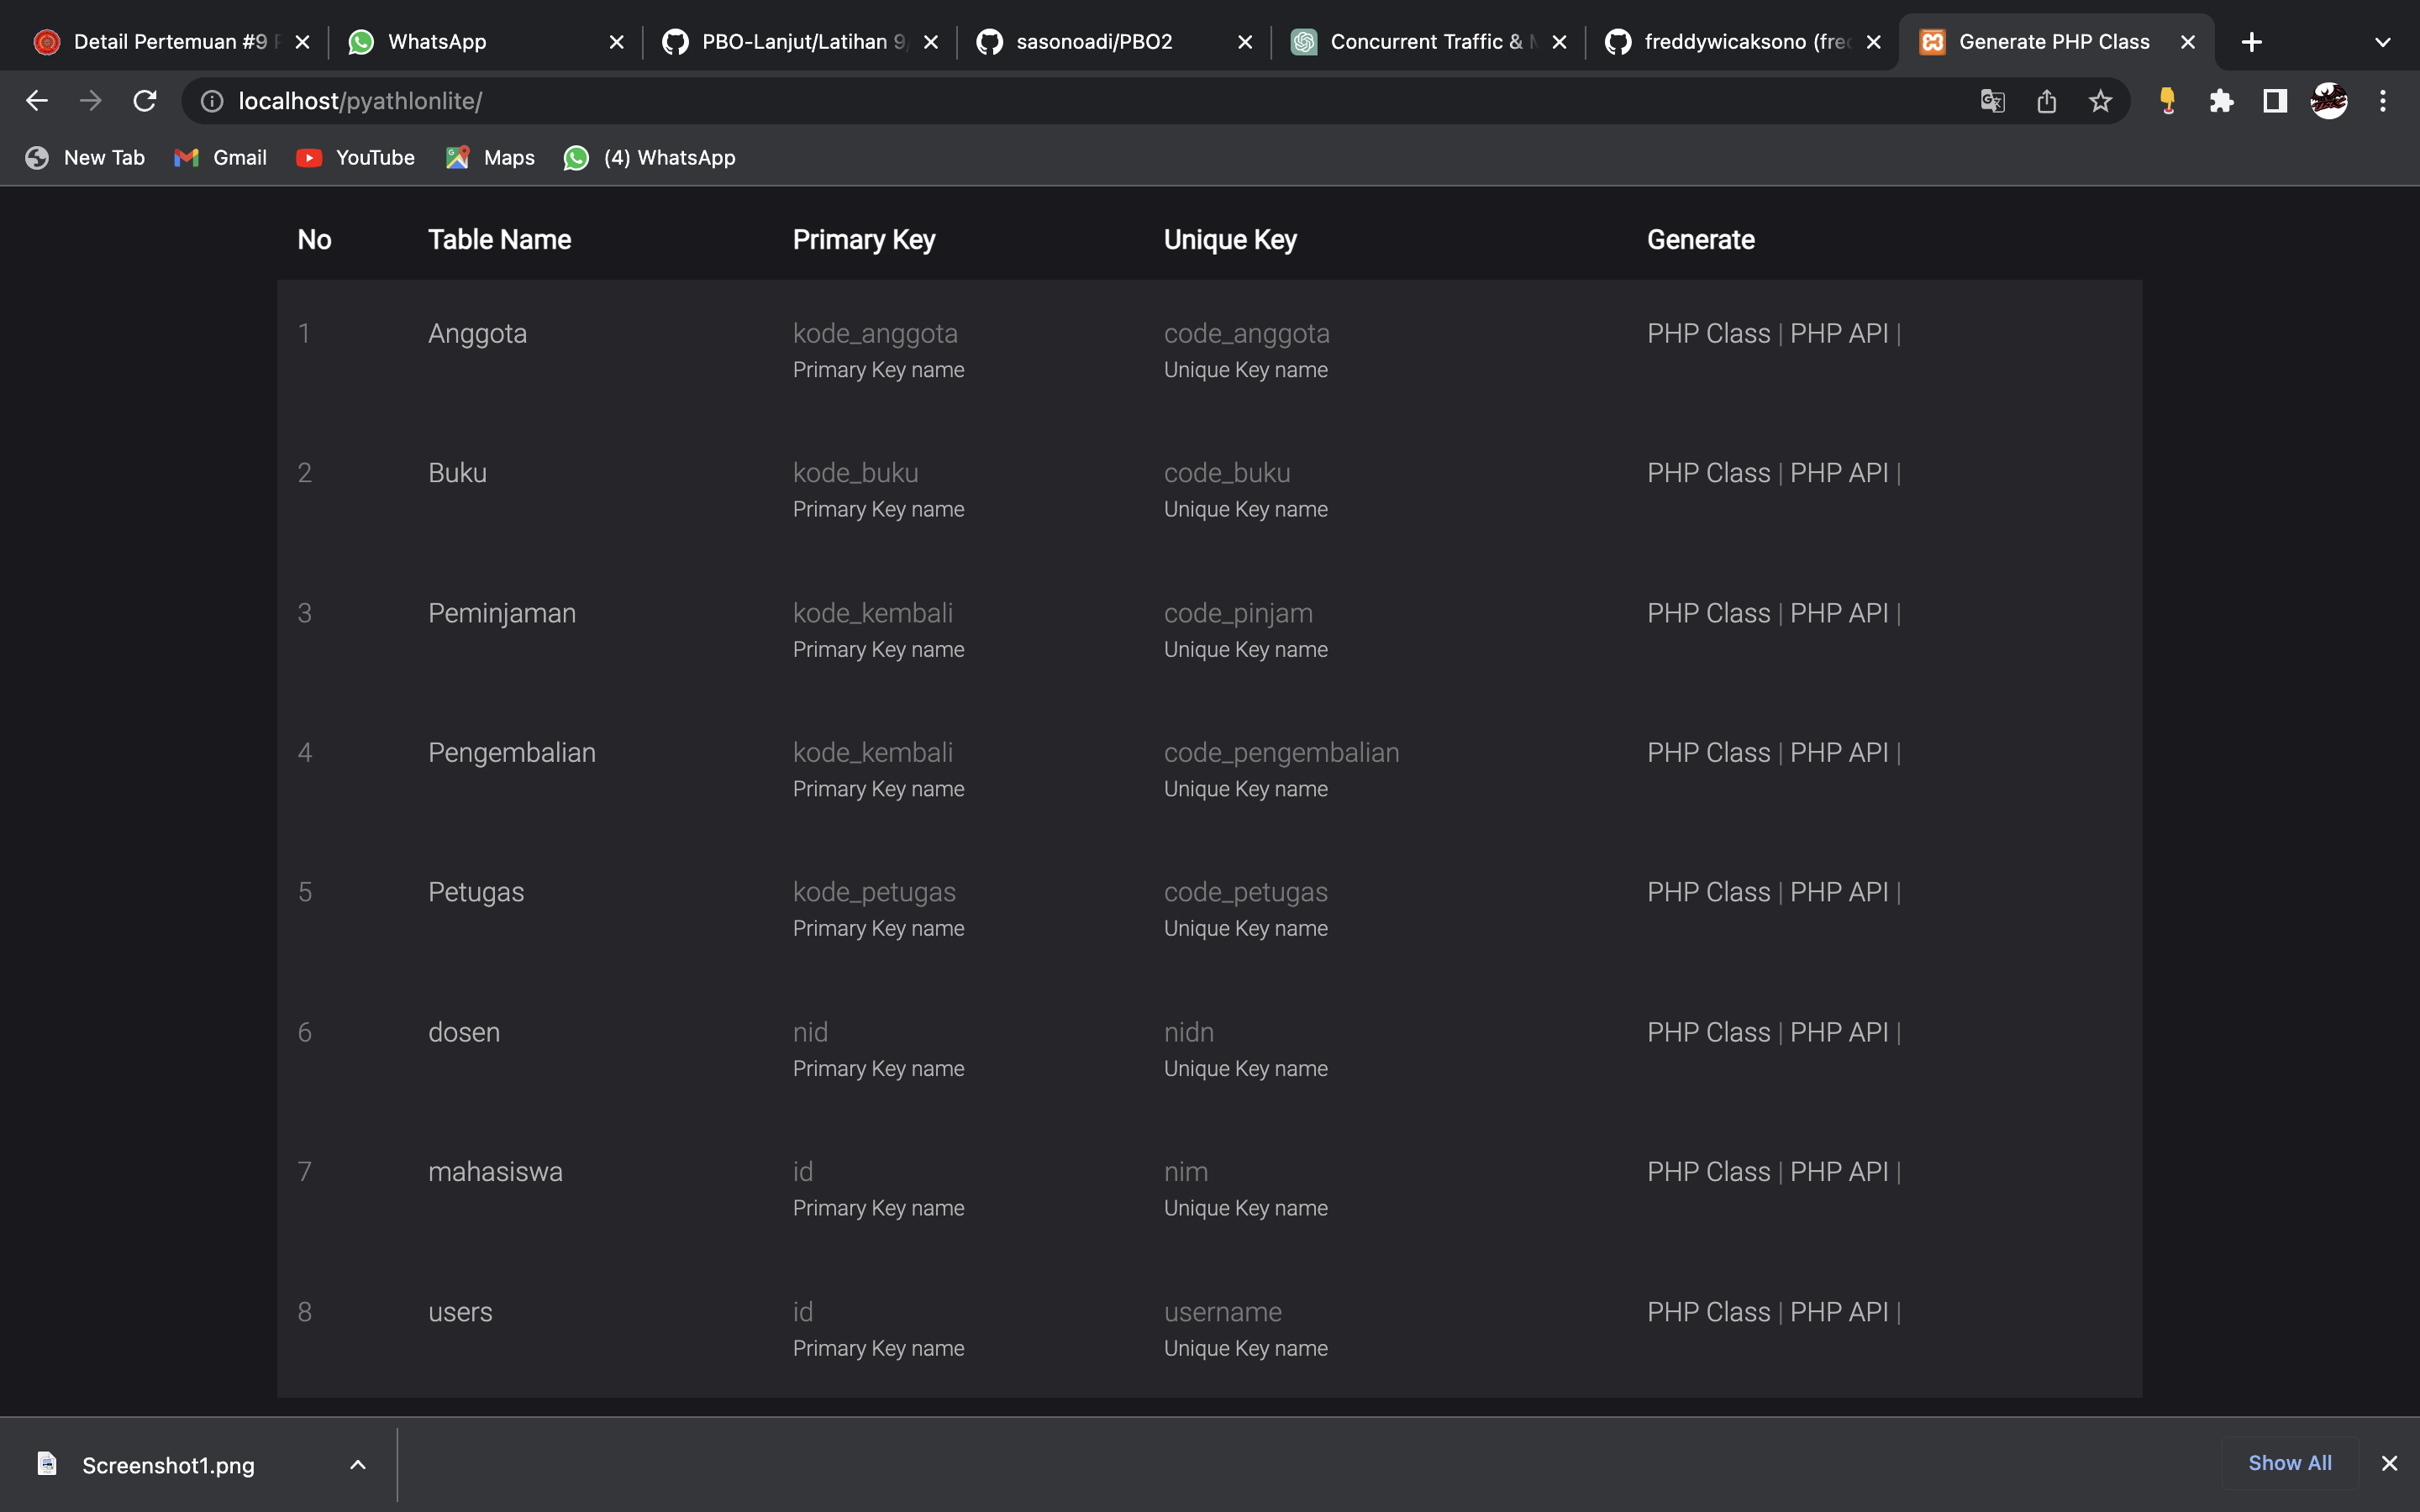 Detail Pertemuan #9
WhatsApp
PBO-Lanjut/Latihan 9
sasonoadi/PBO2
Concurrent Traffic &
freddywicaksono (fre
Generate PHP Class
localhost/pyathlonlite/
New Tab
Gmail
YouTube
Maps
(4) WhatsApp
No Table Name Primary Key Unique Key Generate
1 Anggota kode_anggota code_anggota PHP Class | PHP API |
Primary Key name Unique Key name
2 Buku kode_buku code_buku PHP Class | PHP API |
Primary Key name Unique Key name
3 Peminjaman kode_kembali code_pinjam PHP Class | PHP API |
Primary Key name Unique Key name
4 Pengembalian kode_kembali code_pengembalian PHP Class | PHP API |
Primary Key name Unique Key name
5 Petugas kode_petugas code_petugas PHP Class | PHP API |
Primary Key name Unique Key name
6 dosen nid nidn PHP Class | PHP API |
Primary Key name Unique Key name
7 mahasiswa id nim PHP Class | PHP API |
Primary Key name Unique Key name
8 users id username PHP Class | PHP API |
Primary Key name Unique Key name
Screenshot1.png
Show All